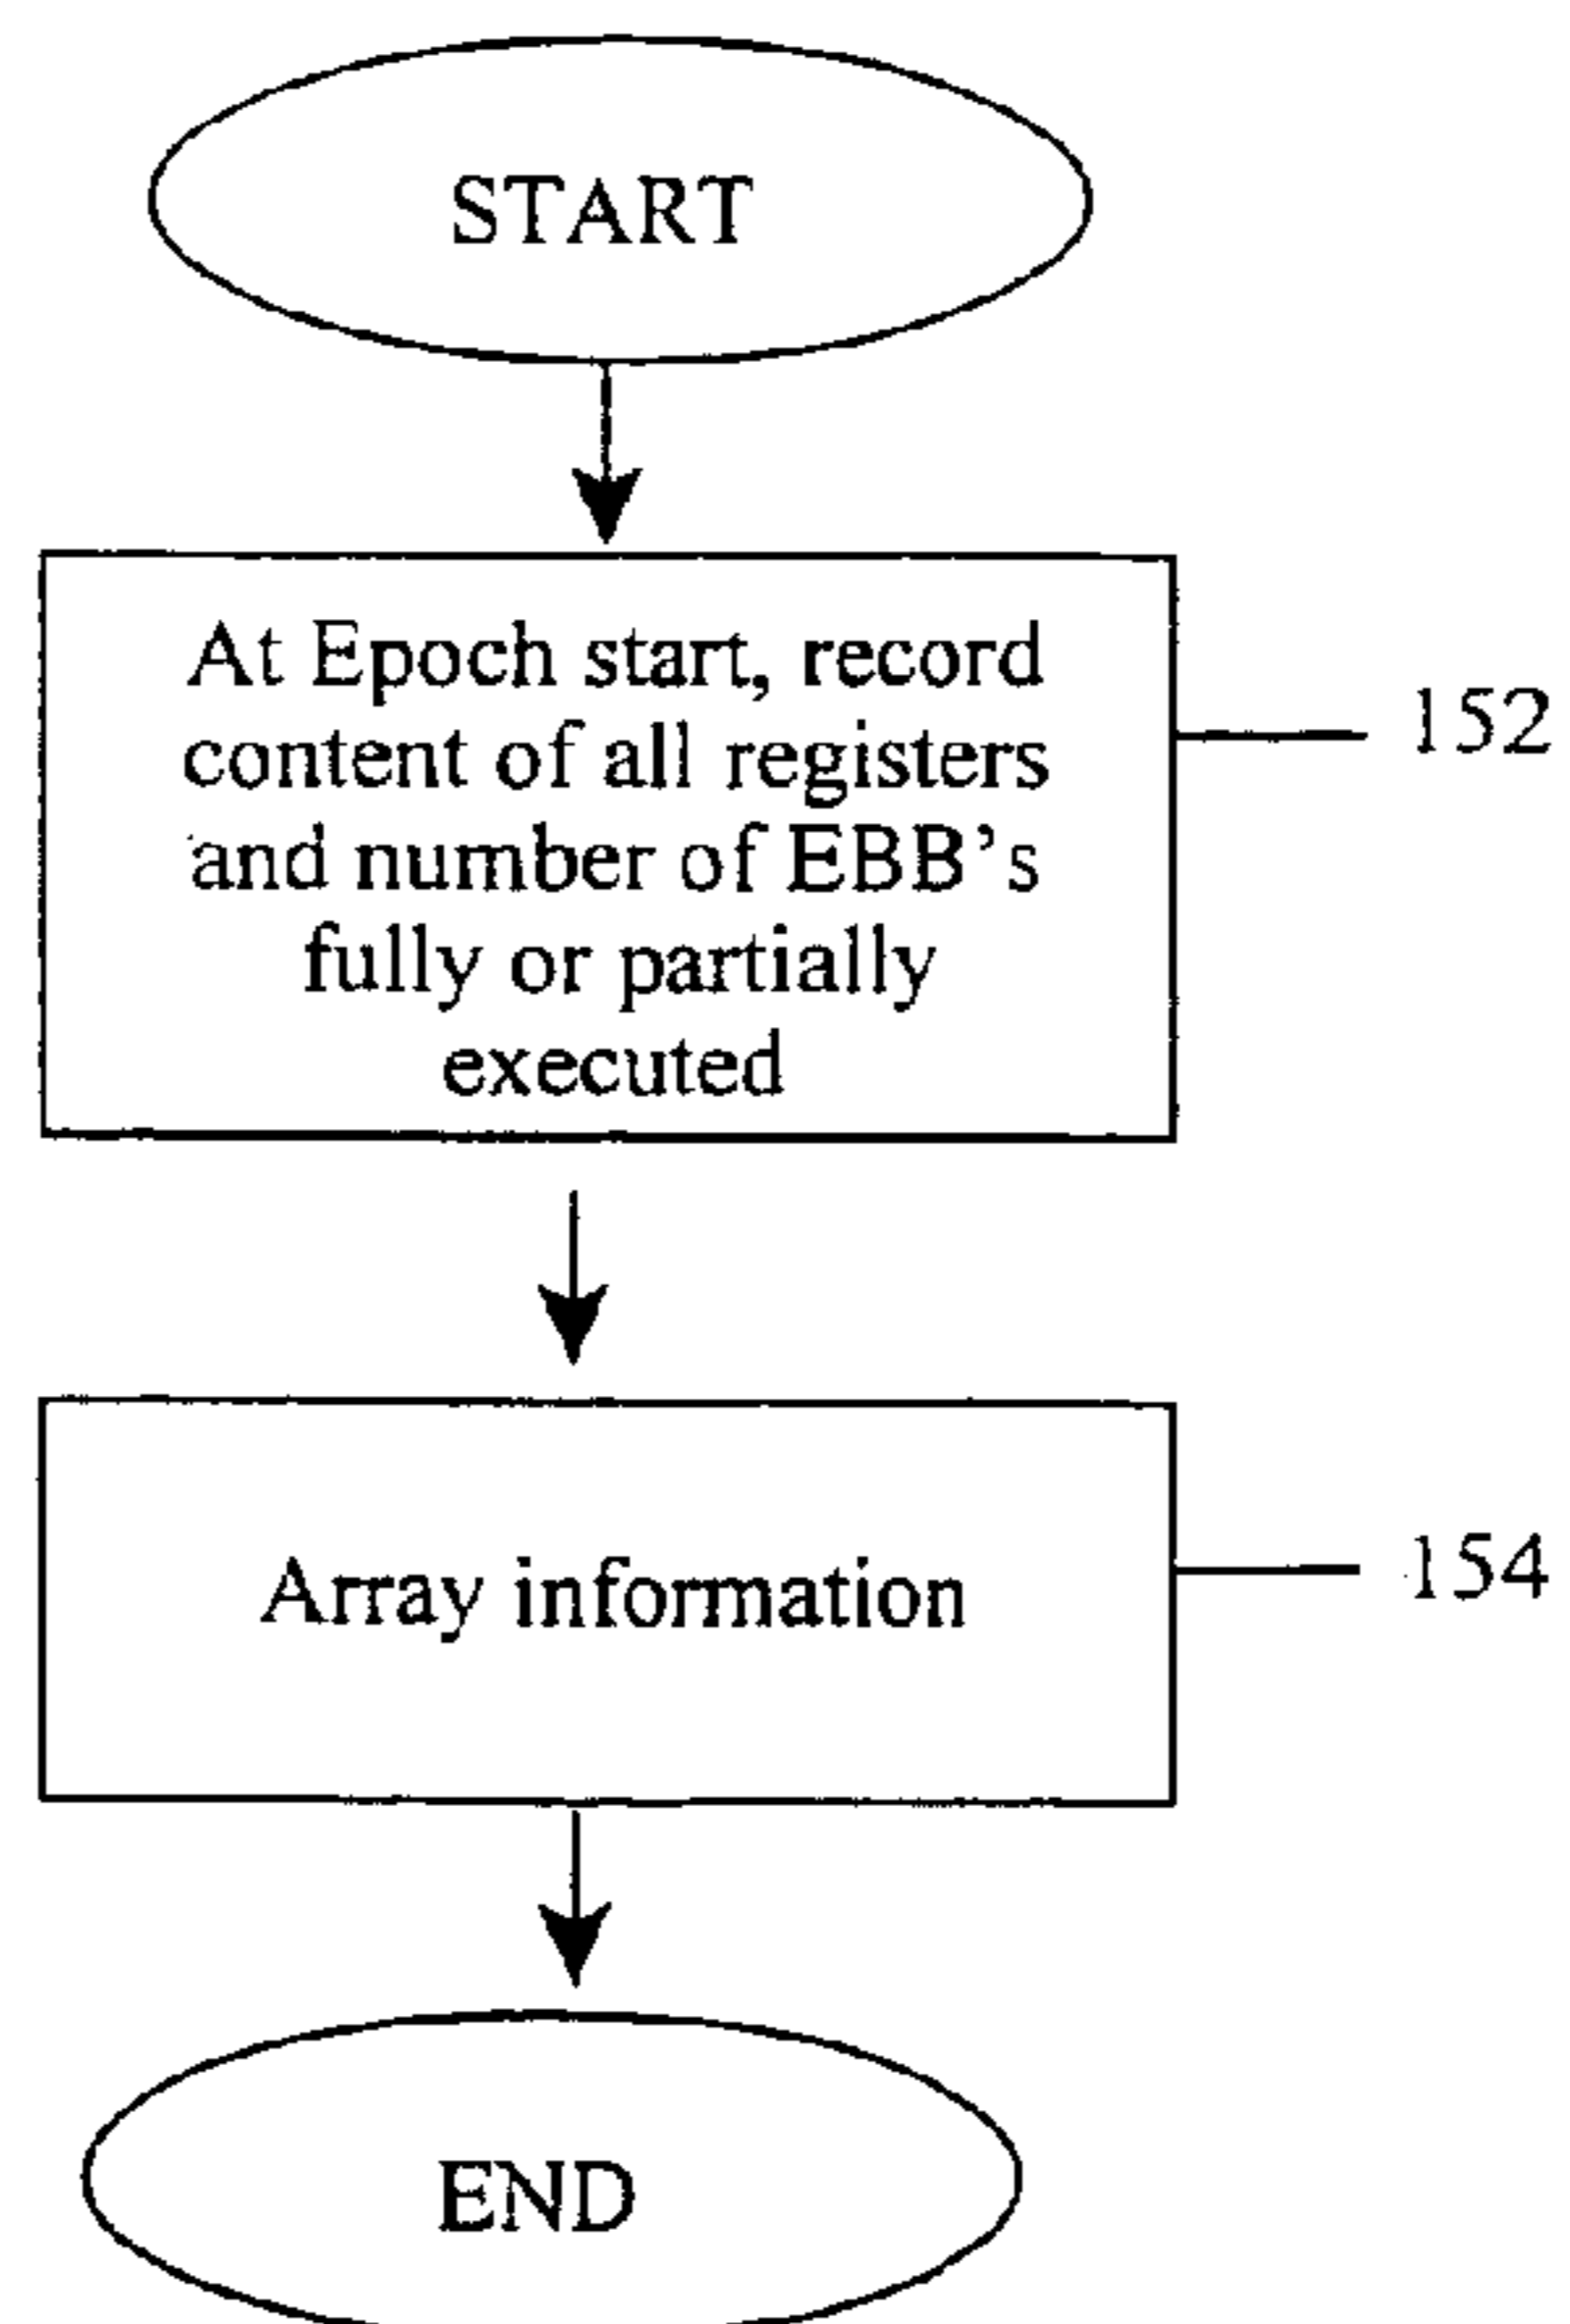 START
At Epoch start, record
content of all registers
and number of EBB's
fully or partially
executed
152
Array information
154
END